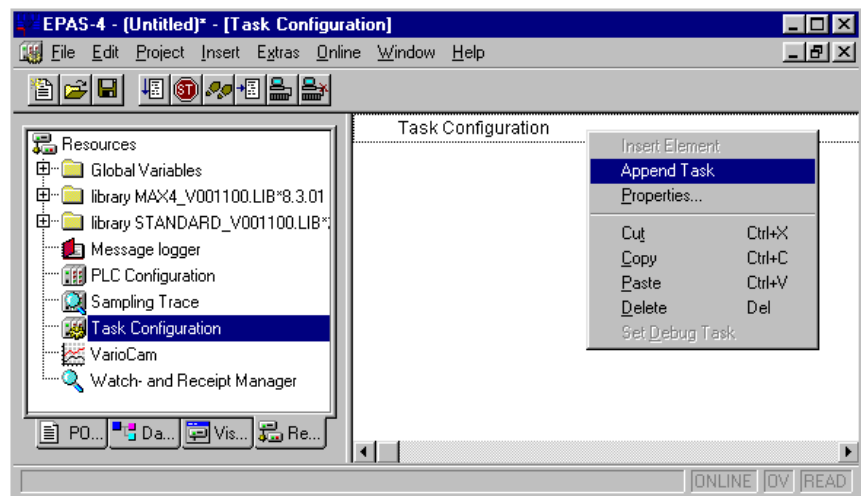 EPAS-4 - (Untitled)* - [Task Configuration]
File Edit Project Insert Extras Online Window Help
Resources
Global Variables
library MAX4_V001100.LIB*8.3.01
library STANDARD_V001100.LIB*
Message logger
PLC Configuration
Sampling Trace
Task Configuration
VarioCam
Watch- and Receipt Manager
PO... Da... Vis... Re...
Task Configuration
Insert Element
Append Task
Properties...
Cut Ctrl+X
Copy Ctrl+C
Paste Ctrl+V
Delete Del
Set Debug Task
ONLINE OV READ